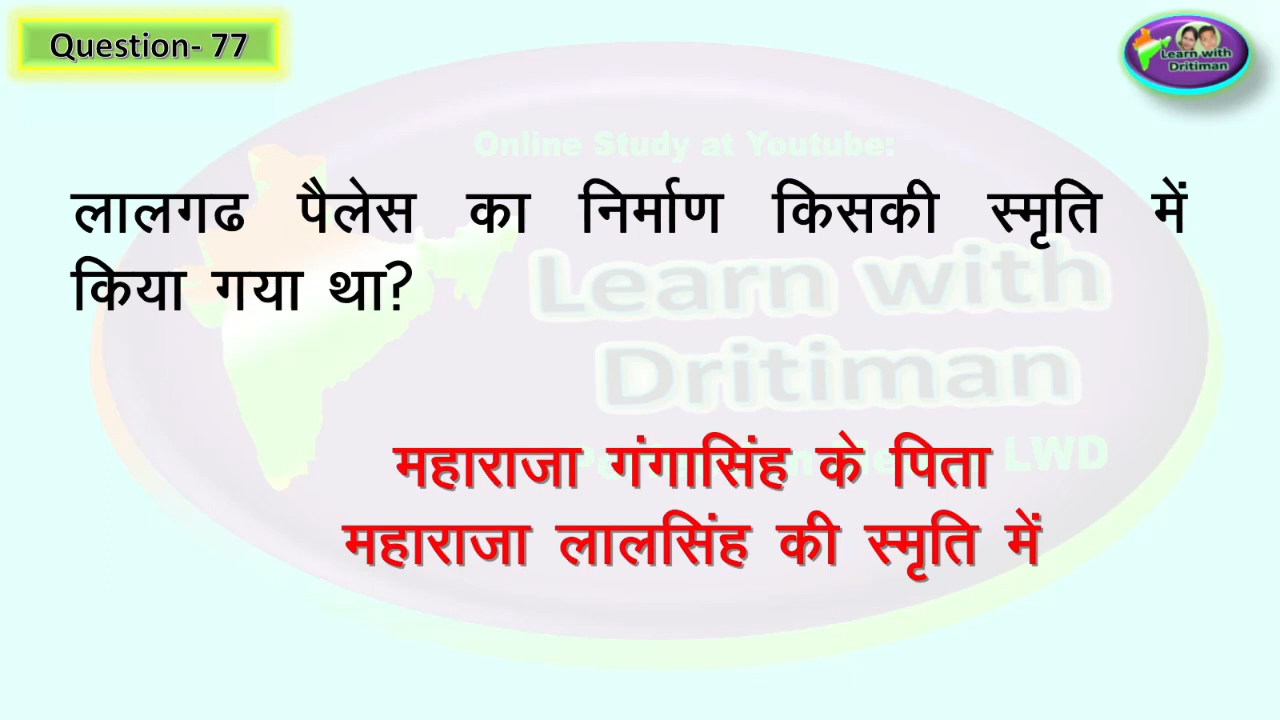 Question- 77
Learn with
Dritiman
Online Study at Youtube:
लालगढ पैलेस का निर्माण किसकी स्मृति में
किया गया था?
Learn with
Dritiman
महाराजा गंगासिंह के पिता
LWD
महाराजा लालसिंह की स्मृति में